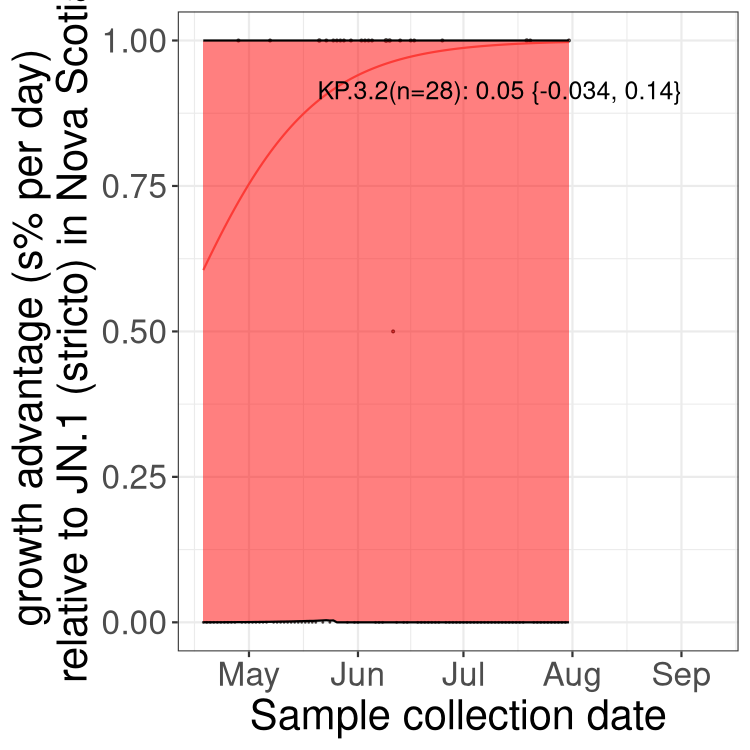 growth advantage (s% per day)
relative to JN.1 (stricto) in Nova Scotia
1.00
0.75
0.50
0.25
0.00
KP.3.2(n=28): 0.05 {-0.034, 0.14}
May Jun Jul Aug Sep
Sample collection date